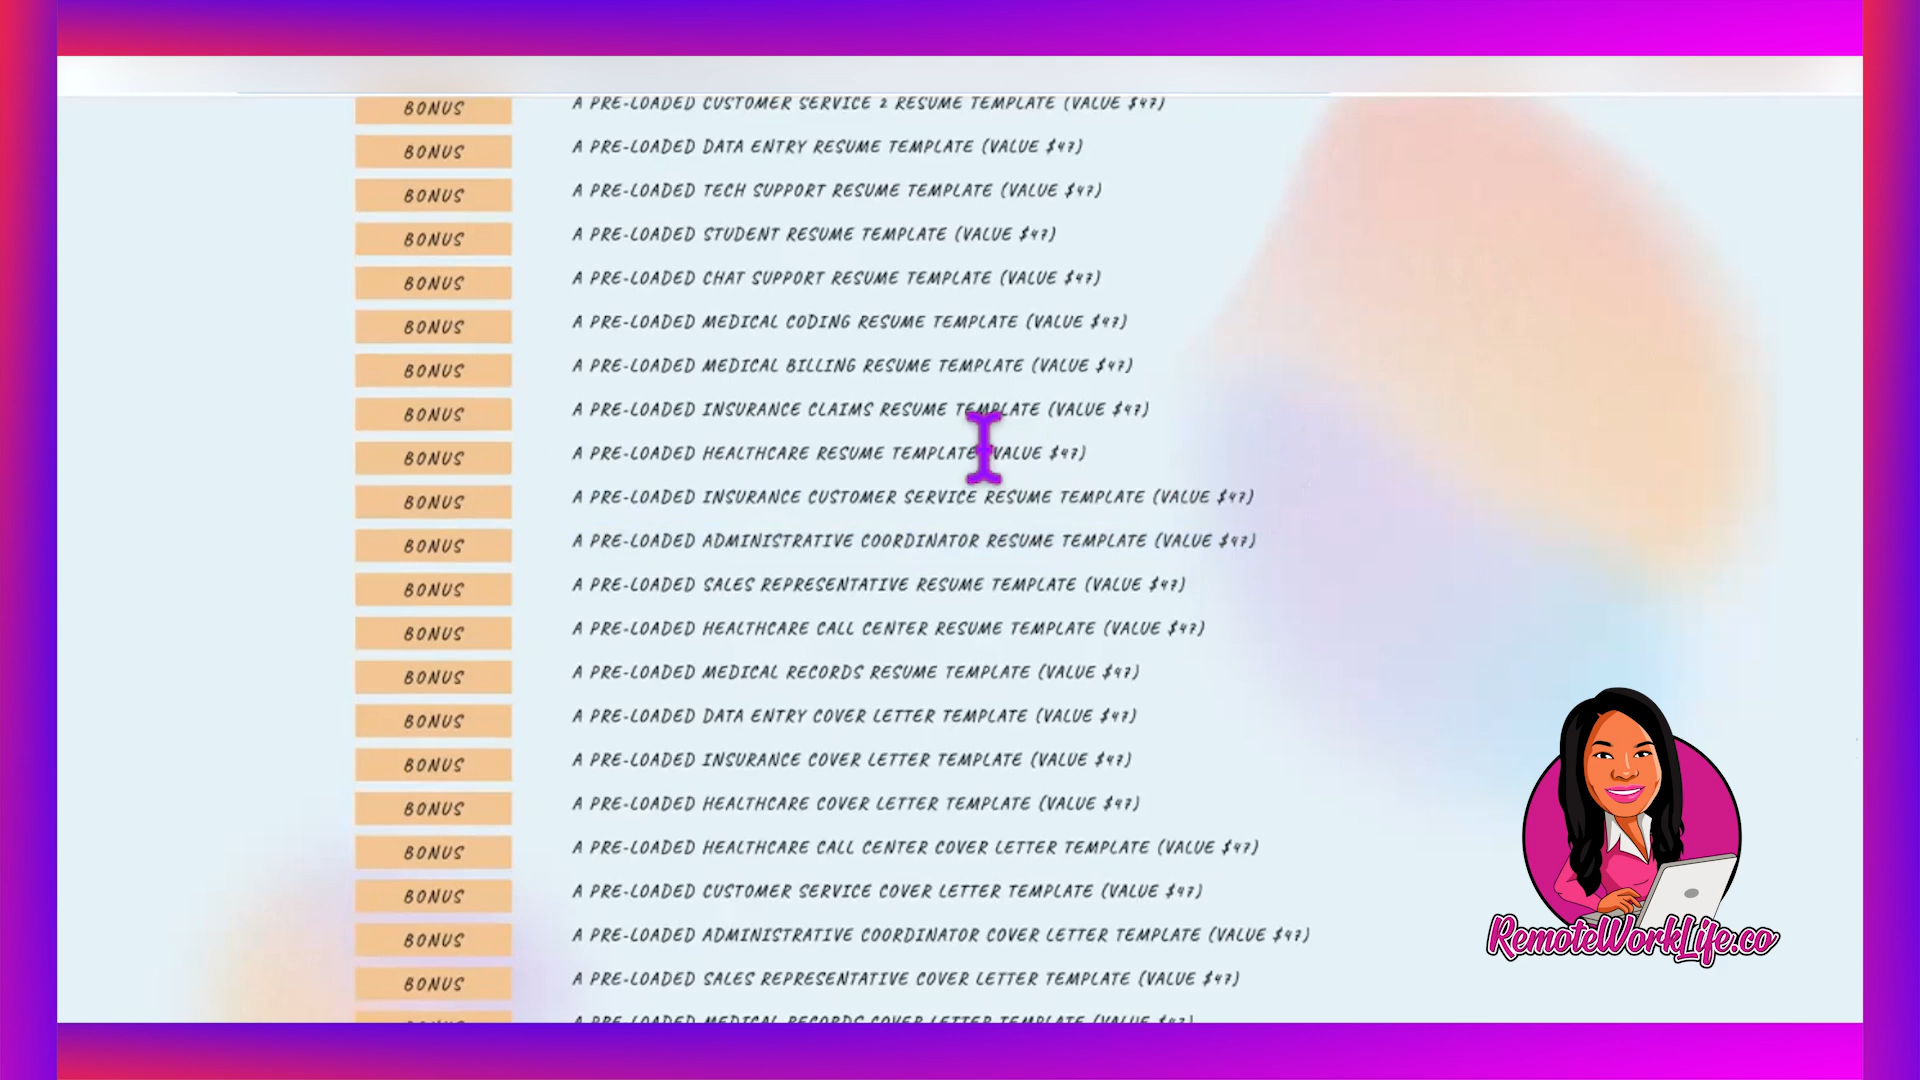 BONUS A PRE-LOADED CUSTOMER SERVICE 2 RESUME TEMPLATE (VALUE $47)
BONUS A PRE-LOADED DATA ENTRY RESUME TEMPLATE (VALUE $47)
BONUS A PRE-LOADED TECH SUPPORT RESUME TEMPLATE (VALUE $47)
BONUS A PRE-LOADED STUDENT RESUME TEMPLATE (VALUE $47)
BONUS A PRE-LOADED CHAT SUPPORT RESUME TEMPLATE (VALUE $47)
BONUS A PRE-LOADED MEDICAL CODING RESUME TEMPLATE (VALUE $47)
BONUS A PRE-LOADED MEDICAL BILLING RESUME TEMPLATE (VALUE $47)
BONUS A PRE-LOADED INSURANCE CLAIMS RESUME TEMPLATE (VALUE $47)
BONUS A PRE-LOADED HEALTHCARE RESUME TEMPLATE (VALUE $47)
BONUS A PRE-LOADED INSURANCE CUSTOMER SERVICE RESUME TEMPLATE (VALUE $47)
BONUS A PRE-LOADED ADMINISTRATIVE COORDINATOR RESUME TEMPLATE (VALUE $47)
BONUS A PRE-LOADED SALES REPRESENTATIVE RESUME TEMPLATE (VALUE $47)
BONUS A PRE-LOADED HEALTHCARE CALL CENTER RESUME TEMPLATE (VALUE $47)
BONUS A PRE-LOADED MEDICAL RECORDS RESUME TEMPLATE (VALUE $47)
BONUS A PRE-LOADED DATA ENTRY COVER LETTER TEMPLATE (VALUE $47)
BONUS A PRE-LOADED INSURANCE COVER LETTER TEMPLATE (VALUE $47)
BONUS A PRE-LOADED HEALTHCARE COVER LETTER TEMPLATE (VALUE $47)
BONUS A PRE-LOADED HEALTHCARE CALL CENTER COVER LETTER TEMPLATE (VALUE $47)
BONUS A PRE-LOADED CUSTOMER SERVICE COVER LETTER TEMPLATE (VALUE $47)
BONUS A PRE-LOADED ADMINISTRATIVE COORDINATOR COVER LETTER TEMPLATE (VALUE $47)
BONUS A PRE-LOADED SALES REPRESENTATIVE COVER LETTER TEMPLATE (VALUE $47)
BONUS A PRE-LOADED MEDICAL RECORDS COVER LETTER TEMPLATE (VALUE $47)
RemoteWorkLife.co